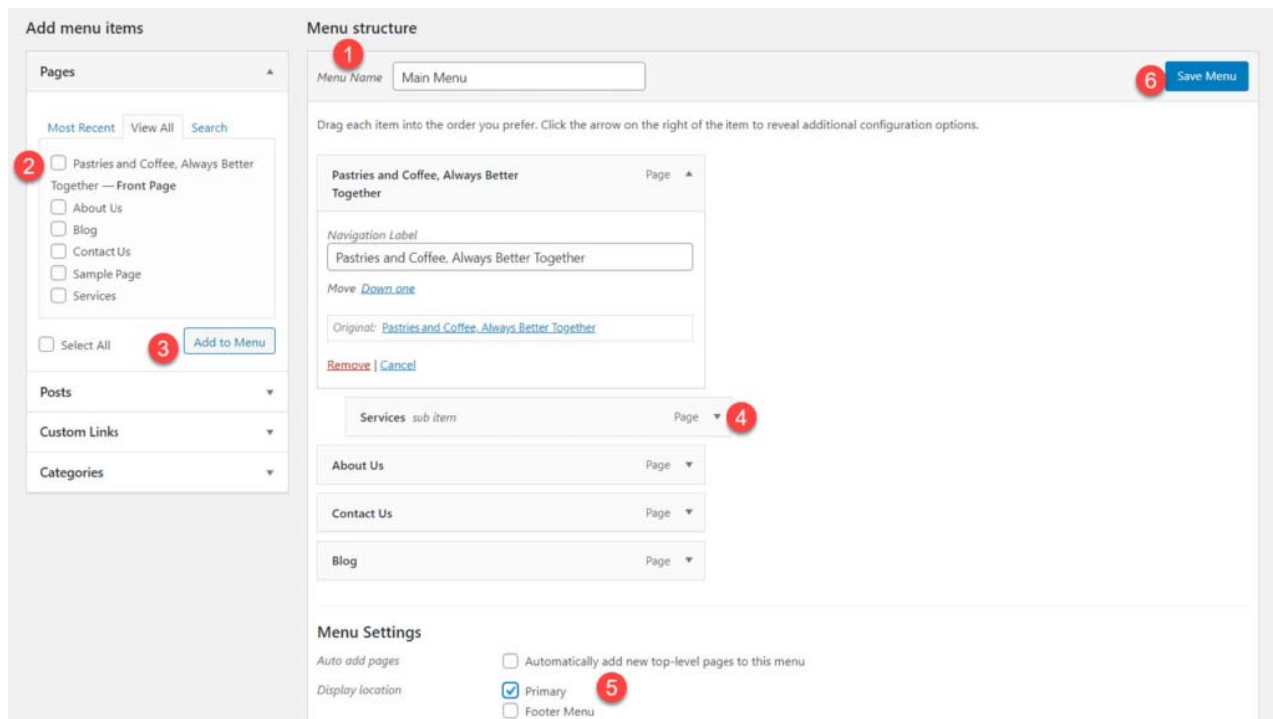 Add menu items
Menu structure
Pages
1
Menu Name Main Menu
6 Save Menu
Most Recent View All Search
Drag each item into the order you prefer. Click the arrow on the right of the item to reveal additional configuration options.
2 Pastries and Coffee, Always Better
Together — Front Page
About Us
Blog
Contact Us
Sample Page
Services
Select All 3 Add to Menu
Posts
Custom Links
Categories
Pastries and Coffee, Always Better Page
Together
Navigation Label
Pastries and Coffee, Always Better Together
Move Down one
Original: Pastries and Coffee, Always Better Together
Remove | Cancel
Services sub item Page 4
About Us Page
Contact Us Page
Blog Page
Menu Settings
Auto add pages Automatically add new top-level pages to this menu
Display location Primary 5
Footer Menu